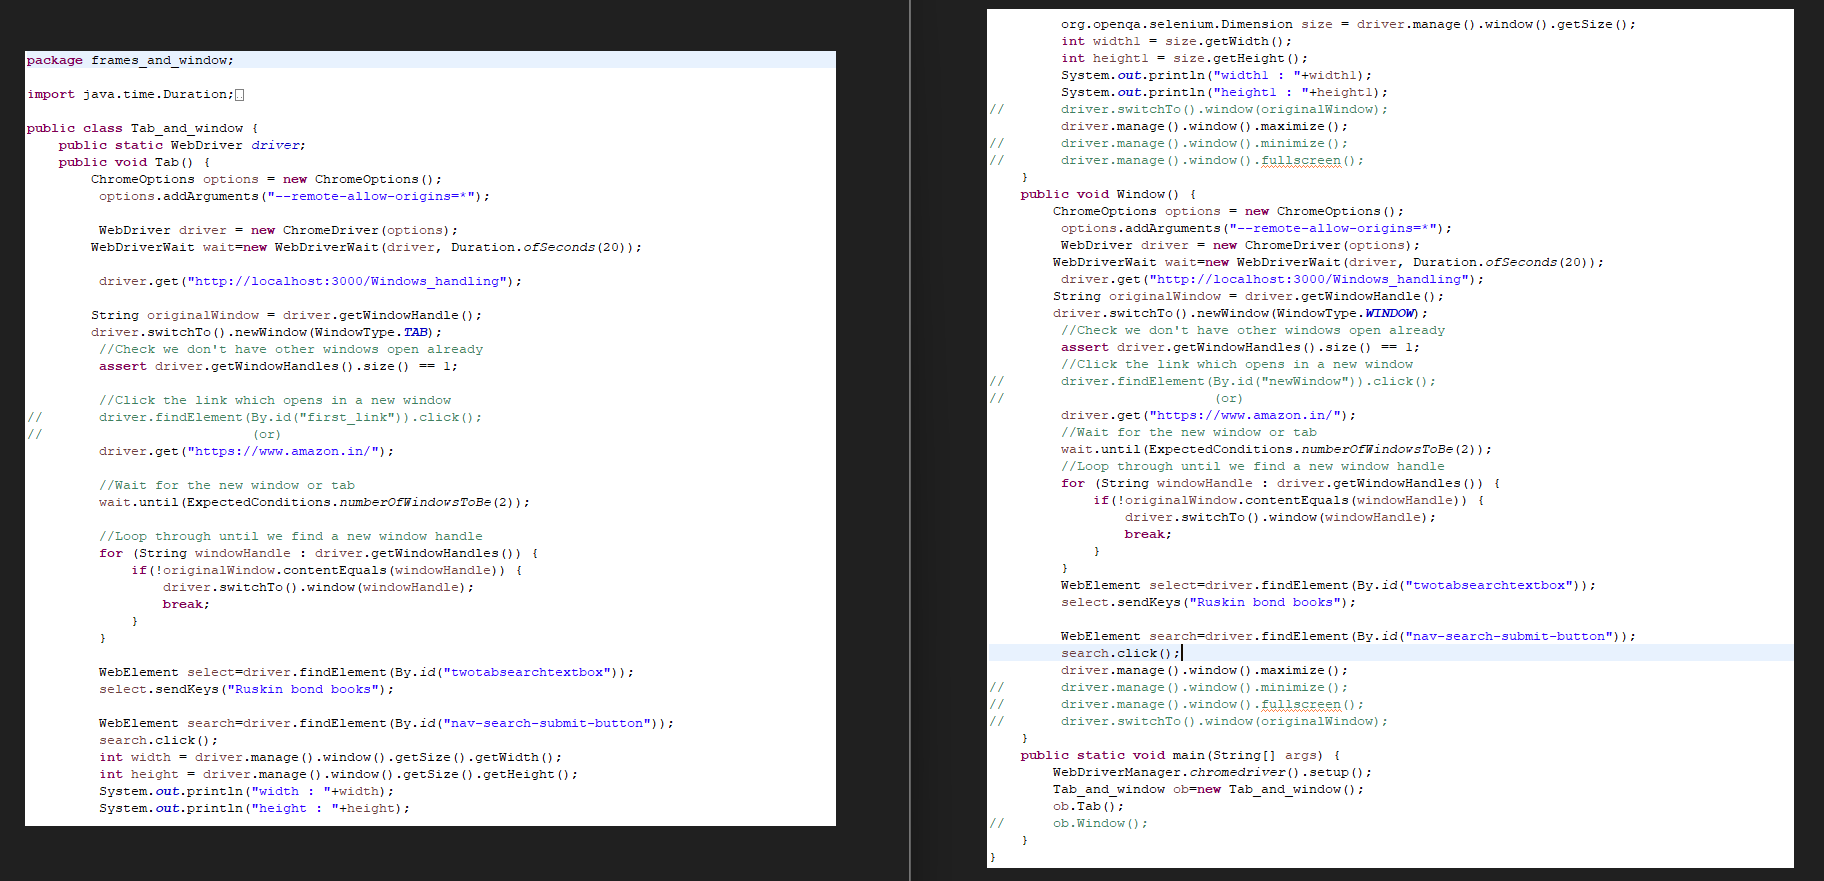 package frames_and_window;
import java.time.Duration;
public class Tab_and_window {
public static WebDriver driver;
public void Tab() {
ChromeOptions options = new ChromeOptions();
options.addArguments("--remote-allow-origins=*");
WebDriver driver = new ChromeDriver(options);
WebDriverWait wait=new WebDriverWait(driver, Duration.ofSeconds(20));
driver.get("http://localhost:3000/Windows_handling");
String originalWindow = driver.getWindowHandle();
driver.switchTo().newWindow(WindowType.TAB);
//Check we don't have other windows open already
assert driver.getWindowHandles().size() == 1;
//Click the link which opens in a new window
// driver.findElement(By.id("first_link")).click();
// (or)
driver.get("https://www.amazon.in/");
//Wait for the new window or tab
wait.until(ExpectedConditions.numberOfWindowsToBe(2));
//Loop through until we find a new window handle
for (String windowHandle : driver.getWindowHandles()) {
if(!originalWindow.contentEquals(windowHandle)) {
driver.switchTo().window(windowHandle);
break;
}
}
WebElement select=driver.findElement(By.id("twotabsearchtextbox"));
select.sendKeys("Ruskin bond books");
WebElement search=driver.findElement(By.id("nav-search-submit-button"));
search.click();
int width = driver.manage().window().getSize().getWidth();
int height = driver.manage().window().getSize().getHeight();
System.out.println("width : "+width);
System.out.println("height : "+height);
org.openqa.selenium.Dimension size = driver.manage().window().getSize();
int width1 = size.getWidth();
int height1 = size.getHeight();
System.out.println("width1 : "+width1);
System.out.println("height1 : "+height1);
// driver.switchTo().window(originalWindow);
driver.manage().window().maximize();
// driver.manage().window().minimize();
// driver.manage().window().fullscreen();
}
public void Window() {
ChromeOptions options = new ChromeOptions();
options.addArguments("--remote-allow-origins=*");
WebDriver driver = new ChromeDriver(options);
WebDriverWait wait=new WebDriverWait(driver, Duration.ofSeconds(20));
driver.get("http://localhost:3000/Windows_handling");
String originalWindow = driver.getWindowHandle();
driver.switchTo().newWindow(WindowType.WINDOW);
//Check we don't have other windows open already
assert driver.getWindowHandles().size() == 1;
//Click the link which opens in a new window
// driver.findElement(By.id("newWindow")).click();
// (or)
driver.get("https://www.amazon.in/");
//Wait for the new window or tab
wait.until(ExpectedConditions.numberOfWindowsToBe(2));
//Loop through until we find a new window handle
for (String windowHandle : driver.getWindowHandles()) {
if(!originalWindow.contentEquals(windowHandle)) {
driver.switchTo().window(windowHandle);
break;
}
}
WebElement select=driver.findElement(By.id("twotabsearchtextbox"));
select.sendKeys("Ruskin bond books");
WebElement search=driver.findElement(By.id("nav-search-submit-button"));
search.click();
driver.manage().window().maximize();
// driver.manage().window().minimize();
// driver.manage().window().fullscreen();
// driver.switchTo().window(originalWindow);
}
public static void main(String[] args) {
WebDriverManager.chromedriver().setup();
Tab_and_window ob=new Tab_and_window();
ob.Tab();
// ob.Window();
}
}